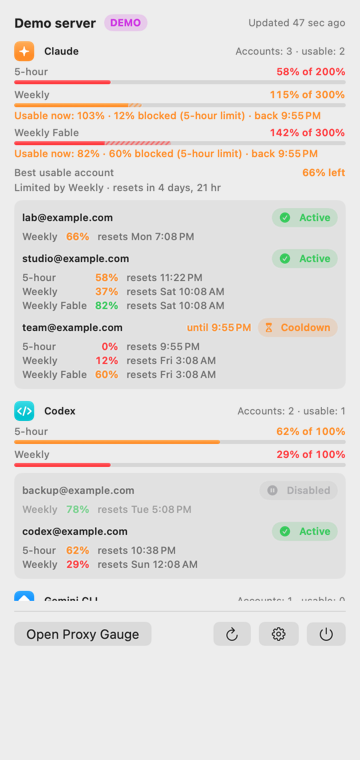 Demo server DEMO Updated 47 sec ago
Claude Accounts: 3 · usable: 2
5-hour 58% of 200%
Weekly 115% of 300%
Usable now: 103% · 12% blocked (5-hour limit) · back 9:55 PM
Weekly Fable 142% of 300%
Usable now: 82% · 60% blocked (5-hour limit) · back 9:55 PM
Best usable account 66% left
Limited by Weekly · resets in 4 days, 21 hr
lab@example.com Active
Weekly 66% resets Mon 7:08 PM
studio@example.com Active
5-hour 58% resets 11:22 PM
Weekly 37% resets Sat 10:08 AM
Weekly Fable 82% resets Sat 10:08 AM
team@example.com until 9:55 PM Cooldown
5-hour 0% resets 9:55 PM
Weekly 12% resets Fri 3:08 AM
Weekly Fable 60% resets Fri 3:08 AM
Codex Accounts: 2 · usable: 1
5-hour 62% of 100%
Weekly 29% of 100%
backup@example.com Disabled
Weekly 78% resets Tue 5:08 PM
codex@example.com Active
5-hour 62% resets 10:38 PM
Weekly 29% resets Sun 12:08 AM
Gemini CLI Accounts: 1 · usable: 0
Open Proxy Gauge